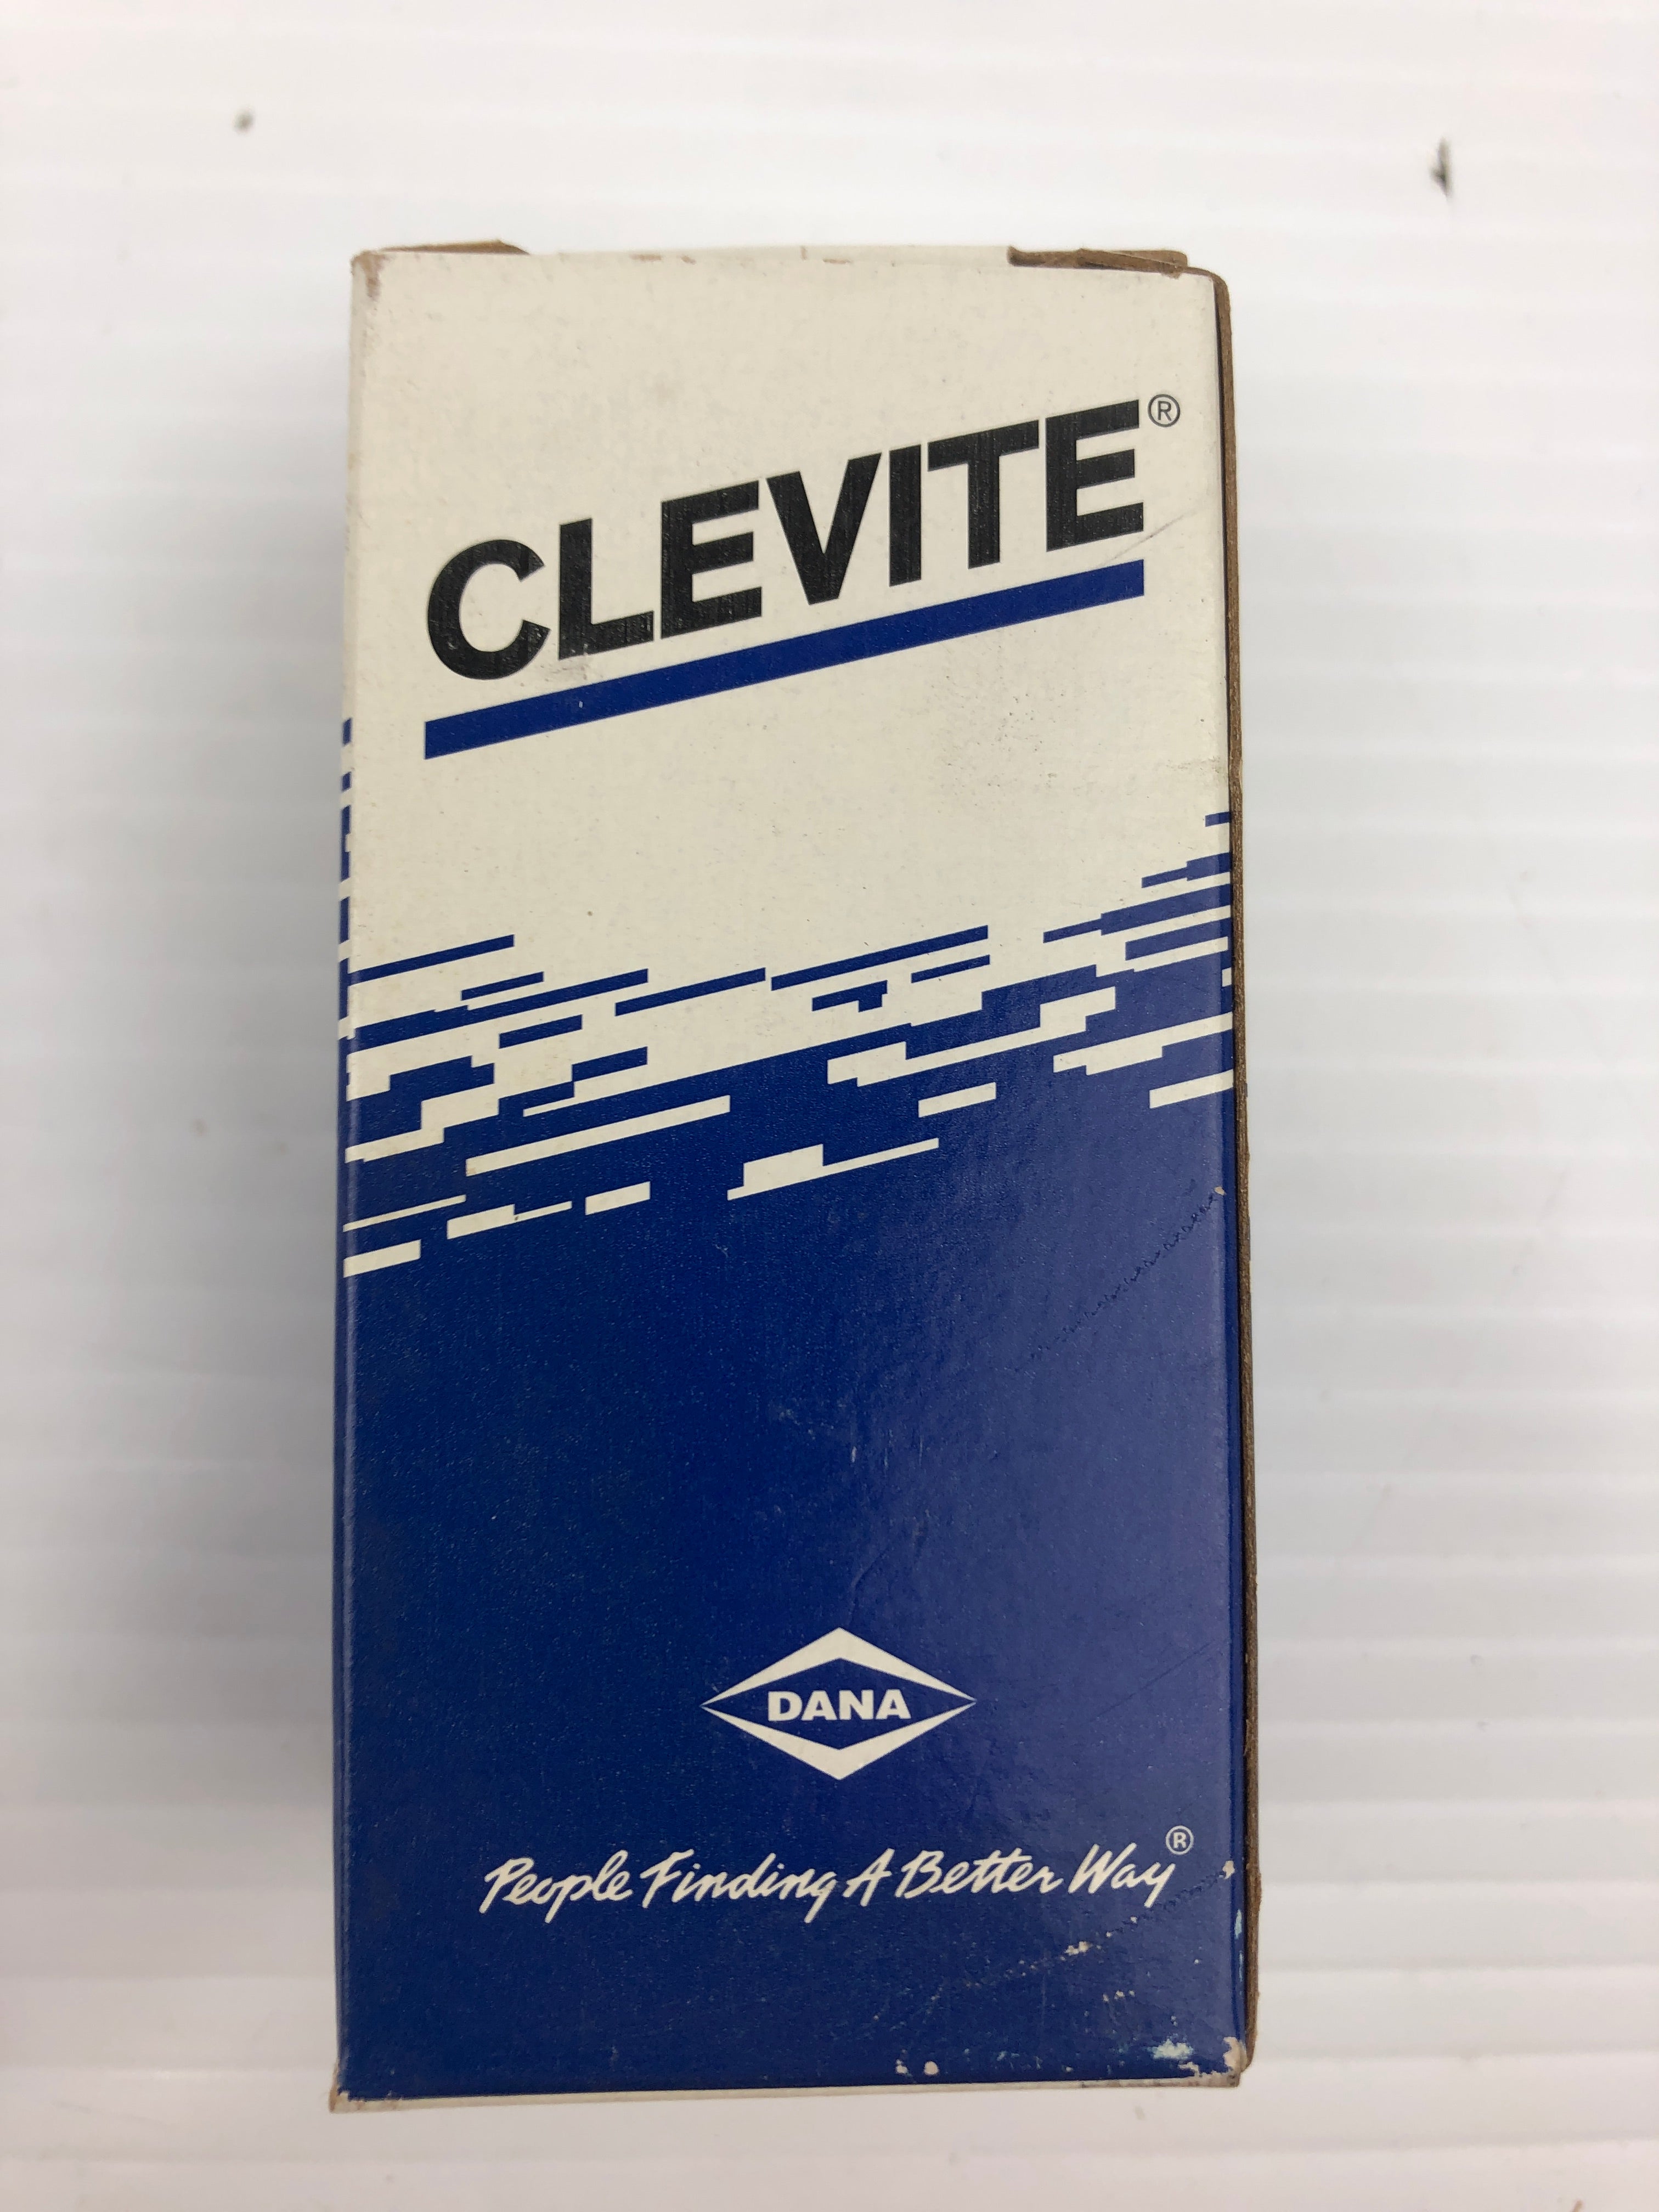 CLEVITE®
DANA
People Finding A Better Way®